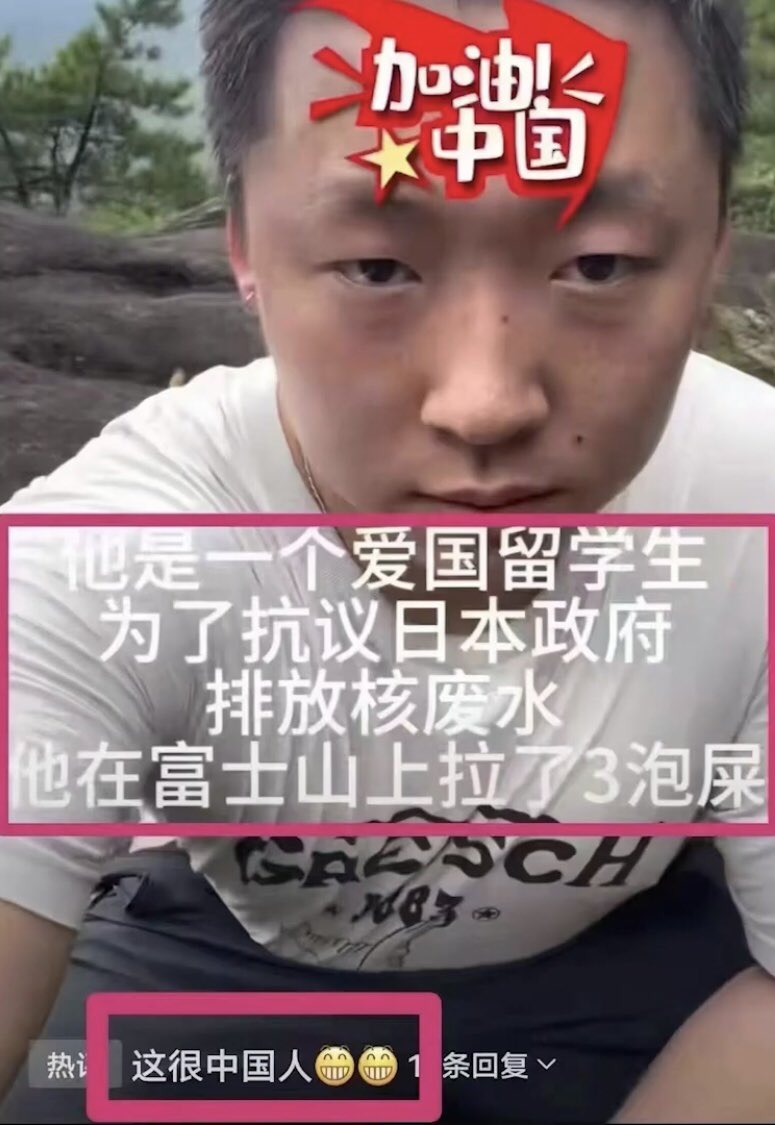 加油!
中国
他是一个爱国留学生
为了抗议日本政府
排放核废水
他在富士山上拉了3泡屎
1983
热评 这很中国人😁😁 1 条回复